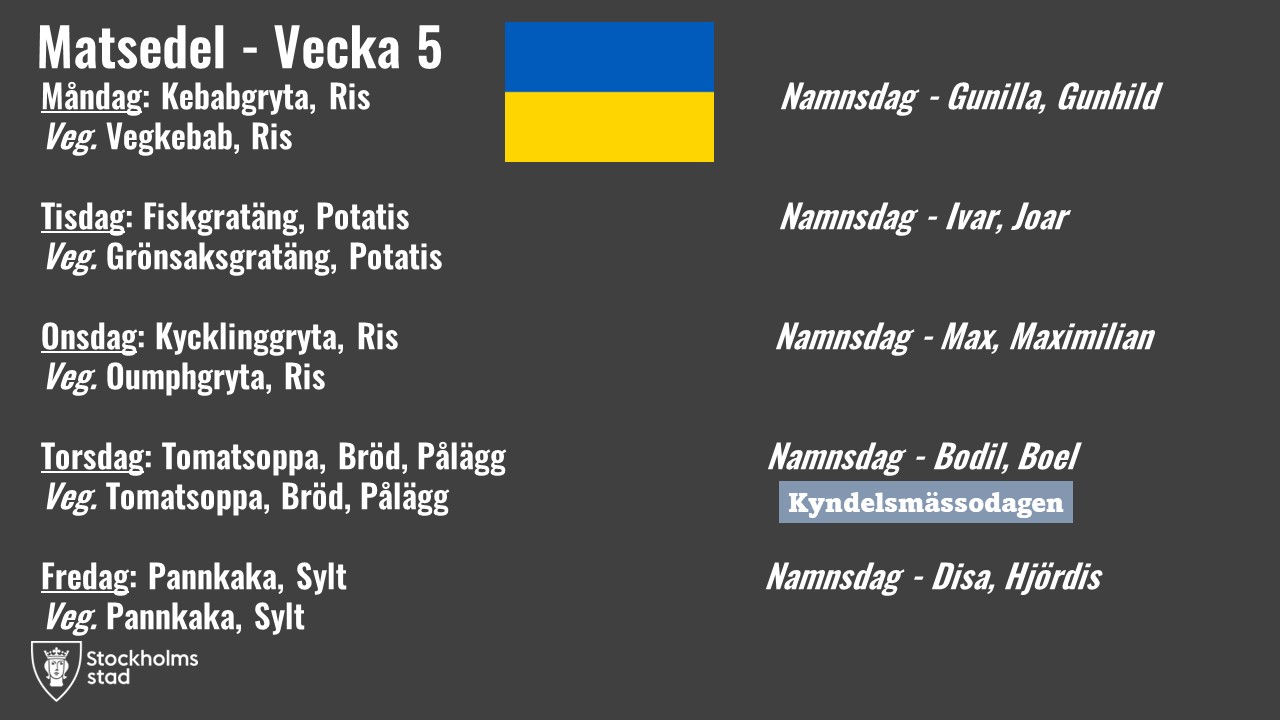 Matsedel - Vecka 5
Måndag: Kebabgryta, Ris
Namnsdag - Gunilla, Gunhild
Veg. Vegkebab, Ris
Tisdag: Fiskgratäng, Potatis
Namnsdag - Ivar, Joar
Veg. Grönsaksgratäng, Potatis
Onsdag: Kycklinggryta, Ris
Namnsdag - Max, Maximilian
Veg. Oumphgryta, Ris
Torsdag: Tomatsoppa, Bröd, Pålägg
Namnsdag - Bodil, Boel
Veg. Tomatsoppa, Bröd, Pålägg
Kyndelsmässodagen
Fredag: Pannkaka, Sylt
Namnsdag - Disa, Hjördis
Veg. Pannkaka, Sylt
Stockholms
stad